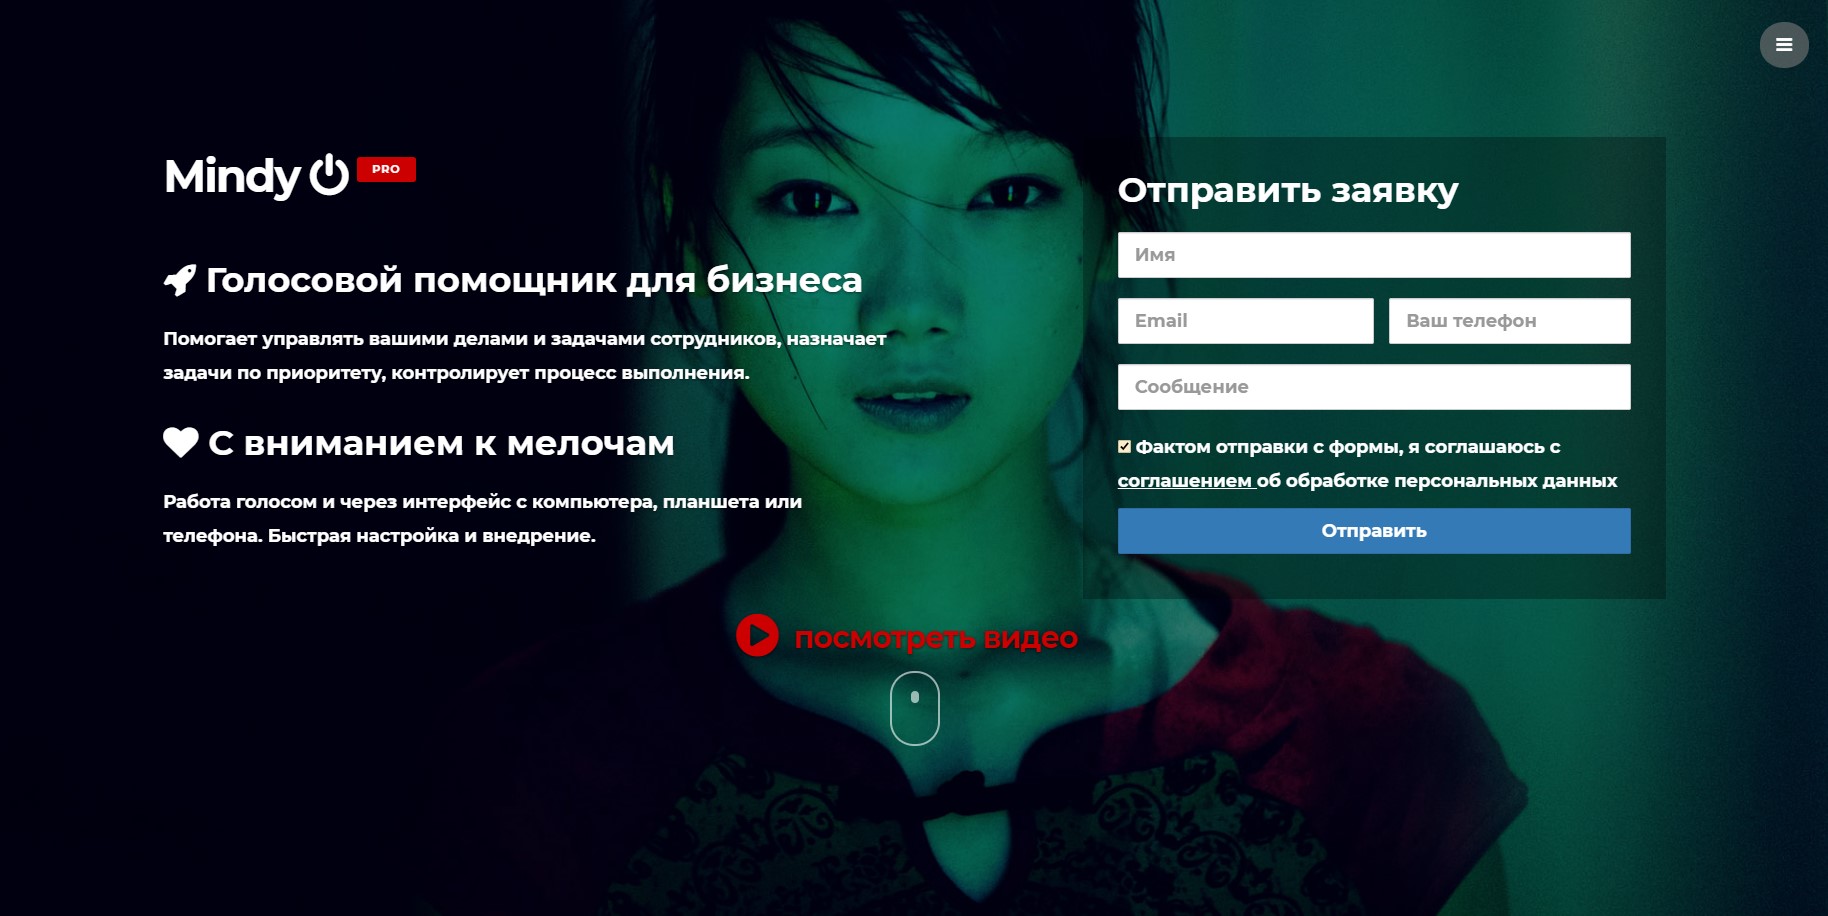 Mindy PRO
Голосовой помощник для бизнеса
Помогает управлять вашими делами и задачами сотрудников, назначает
задачи по приоритету, контролирует процесс выполнения.
С вниманием к мелочам
Работа голосом и через интерфейс с компьютера, планшета или
телефона. Быстрая настройка и внедрение.
Отправить заявку
Имя
Email Ваш телефон
Сообщение
Фактом отправки с формы, я соглашаюсь с
соглашением об обработке персональных данных
Отправить
посмотреть видео